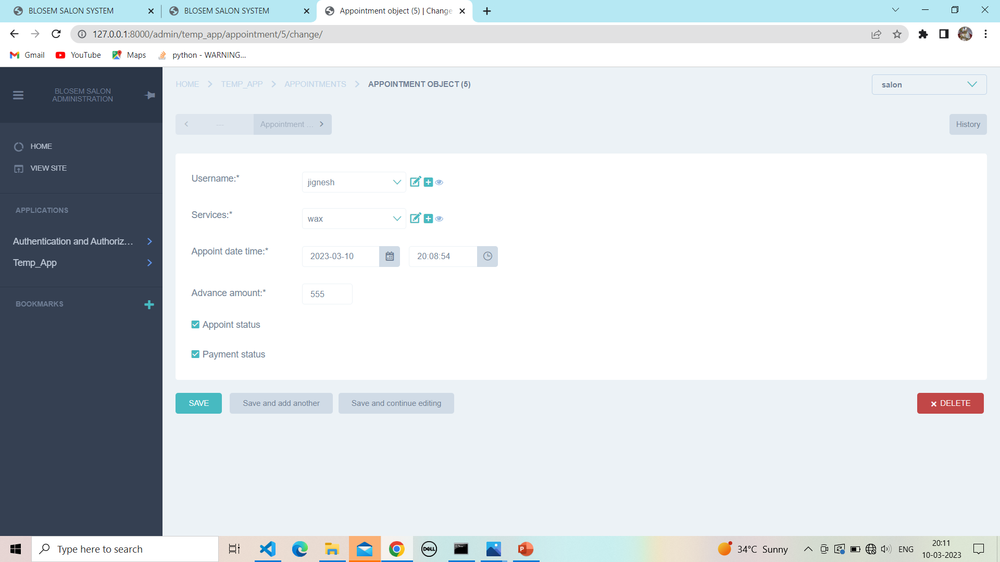 BLOSEM SALON SYSTEM
BLOSEM SALON SYSTEM
Appointment object (5) | Change
127.0.0.1:8000/admin/temp_app/appointment/5/change/
Gmail
YouTube
Maps
python - WARNING...
BLOSEM SALON
ADMINISTRATION
HOME
VIEW SITE
APPLICATIONS
Authentication and Authoriz...
Temp_App
BOOKMARKS
HOME
TEMP_APP
APPOINTMENTS
APPOINTMENT OBJECT (5)
salon
---
Appointment ...
History
Username:*
jignesh
Services:*
wax
Appoint date time:*
2023-03-10
20:08:54
Advance amount:*
555
Appoint status
Payment status
SAVE
Save and add another
Save and continue editing
DELETE
Type here to search
DELL
34°C Sunny
ENG
20:11
10-03-2023